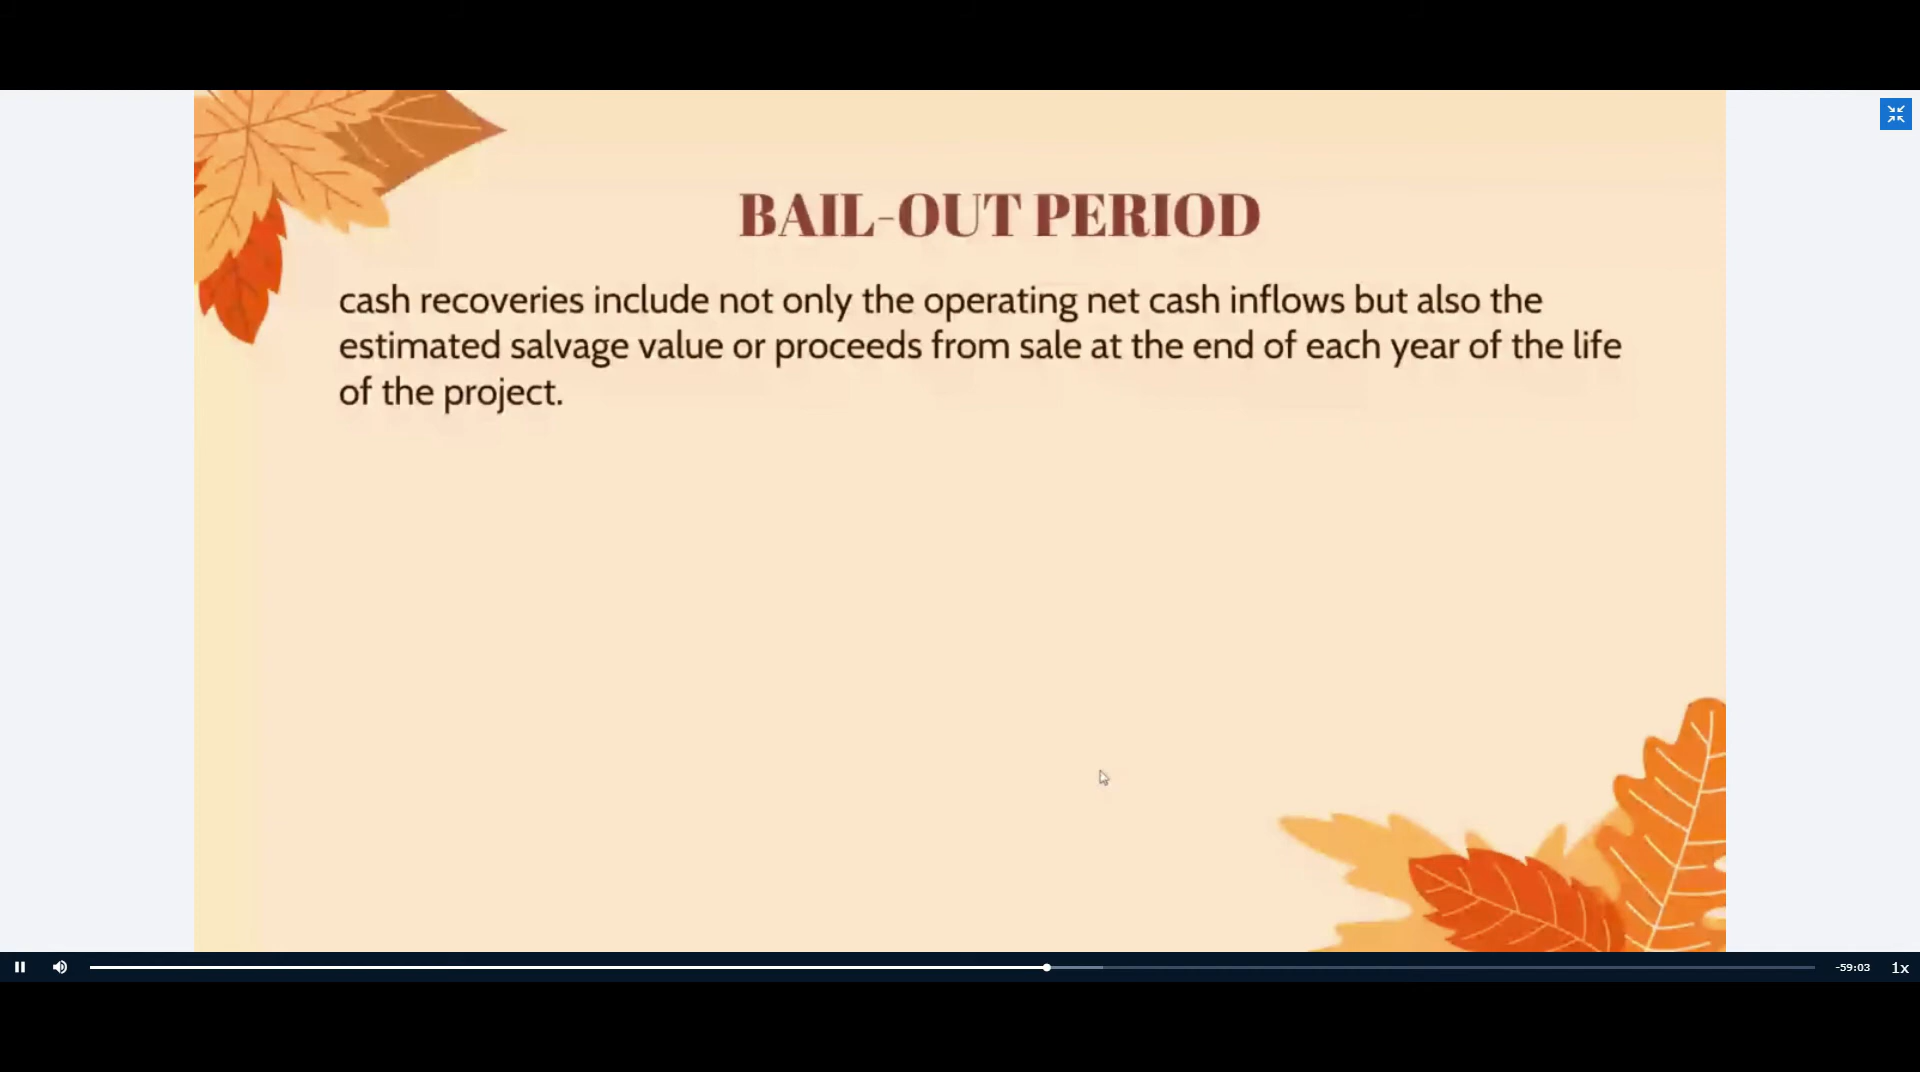 BAIL-OUT PERIOD
cash recoveries include not only the operating net cash inflows but also the
estimated salvage value or proceeds from sale at the end of each year of the life
of the project.
-59:03
1x